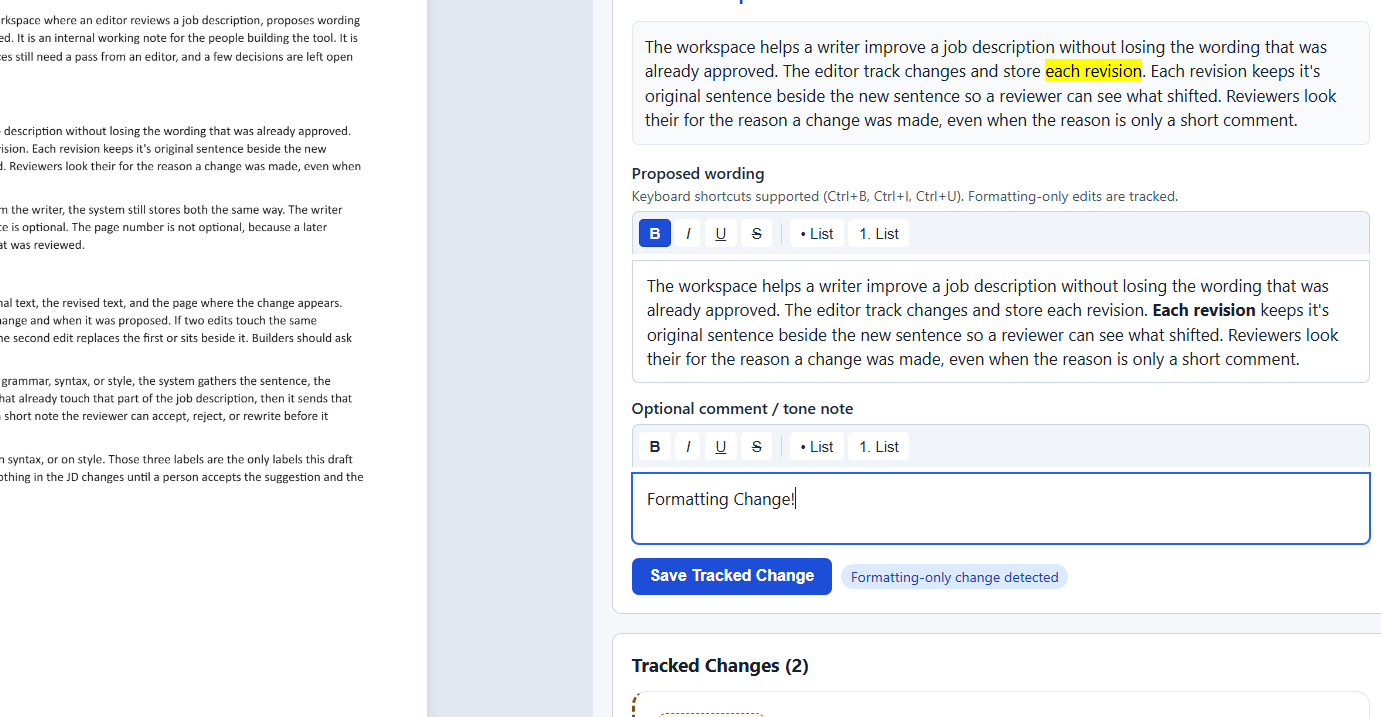 rkspace where an editor reviews a job description, proposes wording
ed. It is an internal working note for the people building the tool. It is
es still need a pass from an editor, and a few decisions are left open
description without losing the wording that was already approved.
ision. Each revision keeps it's original sentence beside the new
d. Reviewers look their for the reason a change was made, even when
m the writer, the system still stores both the same way. The writer
te is optional. The page number is not optional, because a later
at was reviewed.
nal text, the revised text, and the page where the change appears.
ange and when it was proposed. If two edits touch the same
he second edit replaces the first or sits beside it. Builders should ask
grammar, syntax, or style, the system gathers the sentence, the
hat already touch that part of the job description, then it sends that
short note the reviewer can accept, reject, or rewrite before it
n syntax, or on style. Those three labels are the only labels this draft
othing in the JD changes until a person accepts the suggestion and the
The workspace helps a writer improve a job description without losing the wording that was
already approved. The editor track changes and store each revision. Each revision keeps it's
original sentence beside the new sentence so a reviewer can see what shifted. Reviewers look
their for the reason a change was made, even when the reason is only a short comment.
Proposed wording
Keyboard shortcuts supported (Ctrl+B, Ctrl+I, Ctrl+U). Formatting-only edits are tracked.
B I U S • List 1. List
The workspace helps a writer improve a job description without losing the wording that was
already approved. The editor track changes and store each revision. Each revision keeps it's
original sentence beside the new sentence so a reviewer can see what shifted. Reviewers look
their for the reason a change was made, even when the reason is only a short comment.
Optional comment / tone note
B I U S • List 1. List
Formatting Change!
Save Tracked Change Formatting-only change detected
Tracked Changes (2)